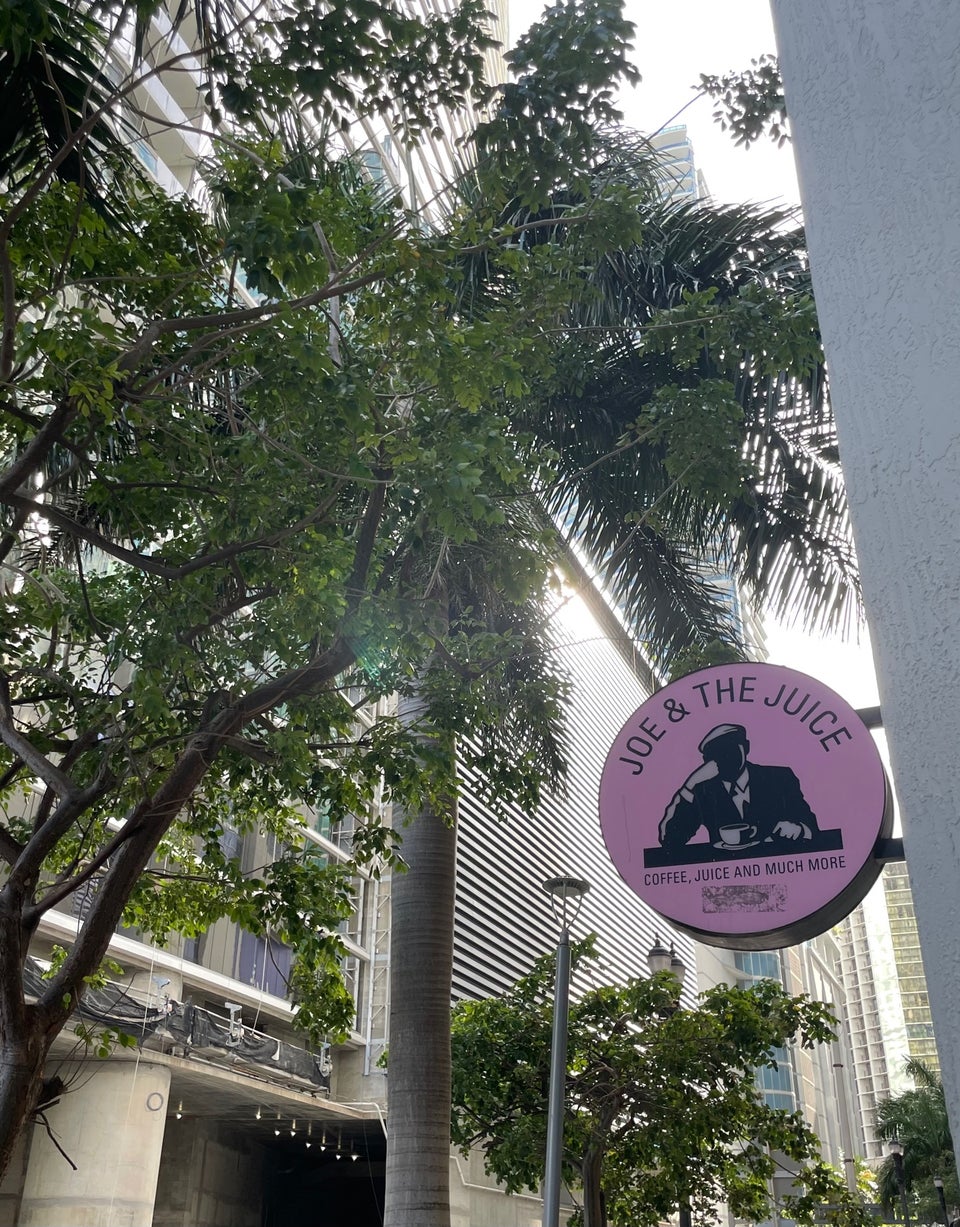 JOE & THE JUICE
COFFEE, JUICE AND MUCH MORE